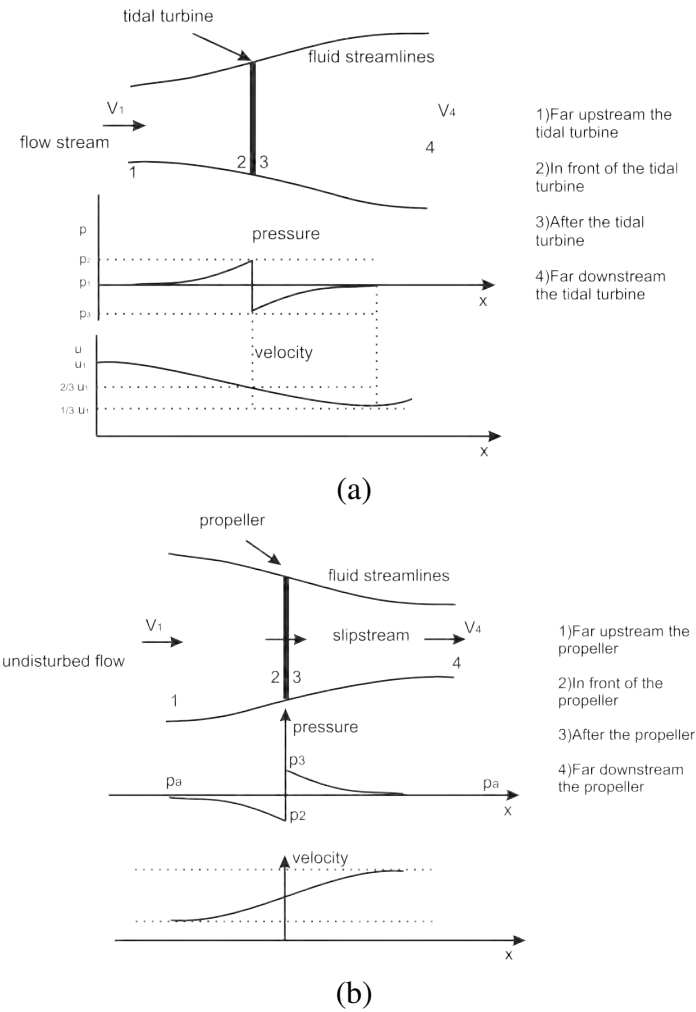 tidal turbine
fluid streamlines
V1
V4
flow stream
1
2 3
4
1)Far upstream the
tidal turbine
2)In front of the tidal
turbine
3)After the tidal
turbine
4)Far downstream
the tidal turbine
p
pressure
p2
p1
p3
x
u
velocity
u1
2/3 u1
1/3 u1
x
(a)
propeller
fluid streamlines
V1
slipstream
V4
undisturbed flow
4
1
2 3
1)Far upstream the
propeller
2)In front of the
propeller
3)After the propeller
4)Far downstream
the propeller
pressure
p3
pa
pa
x
p2
velocity
x
(b)